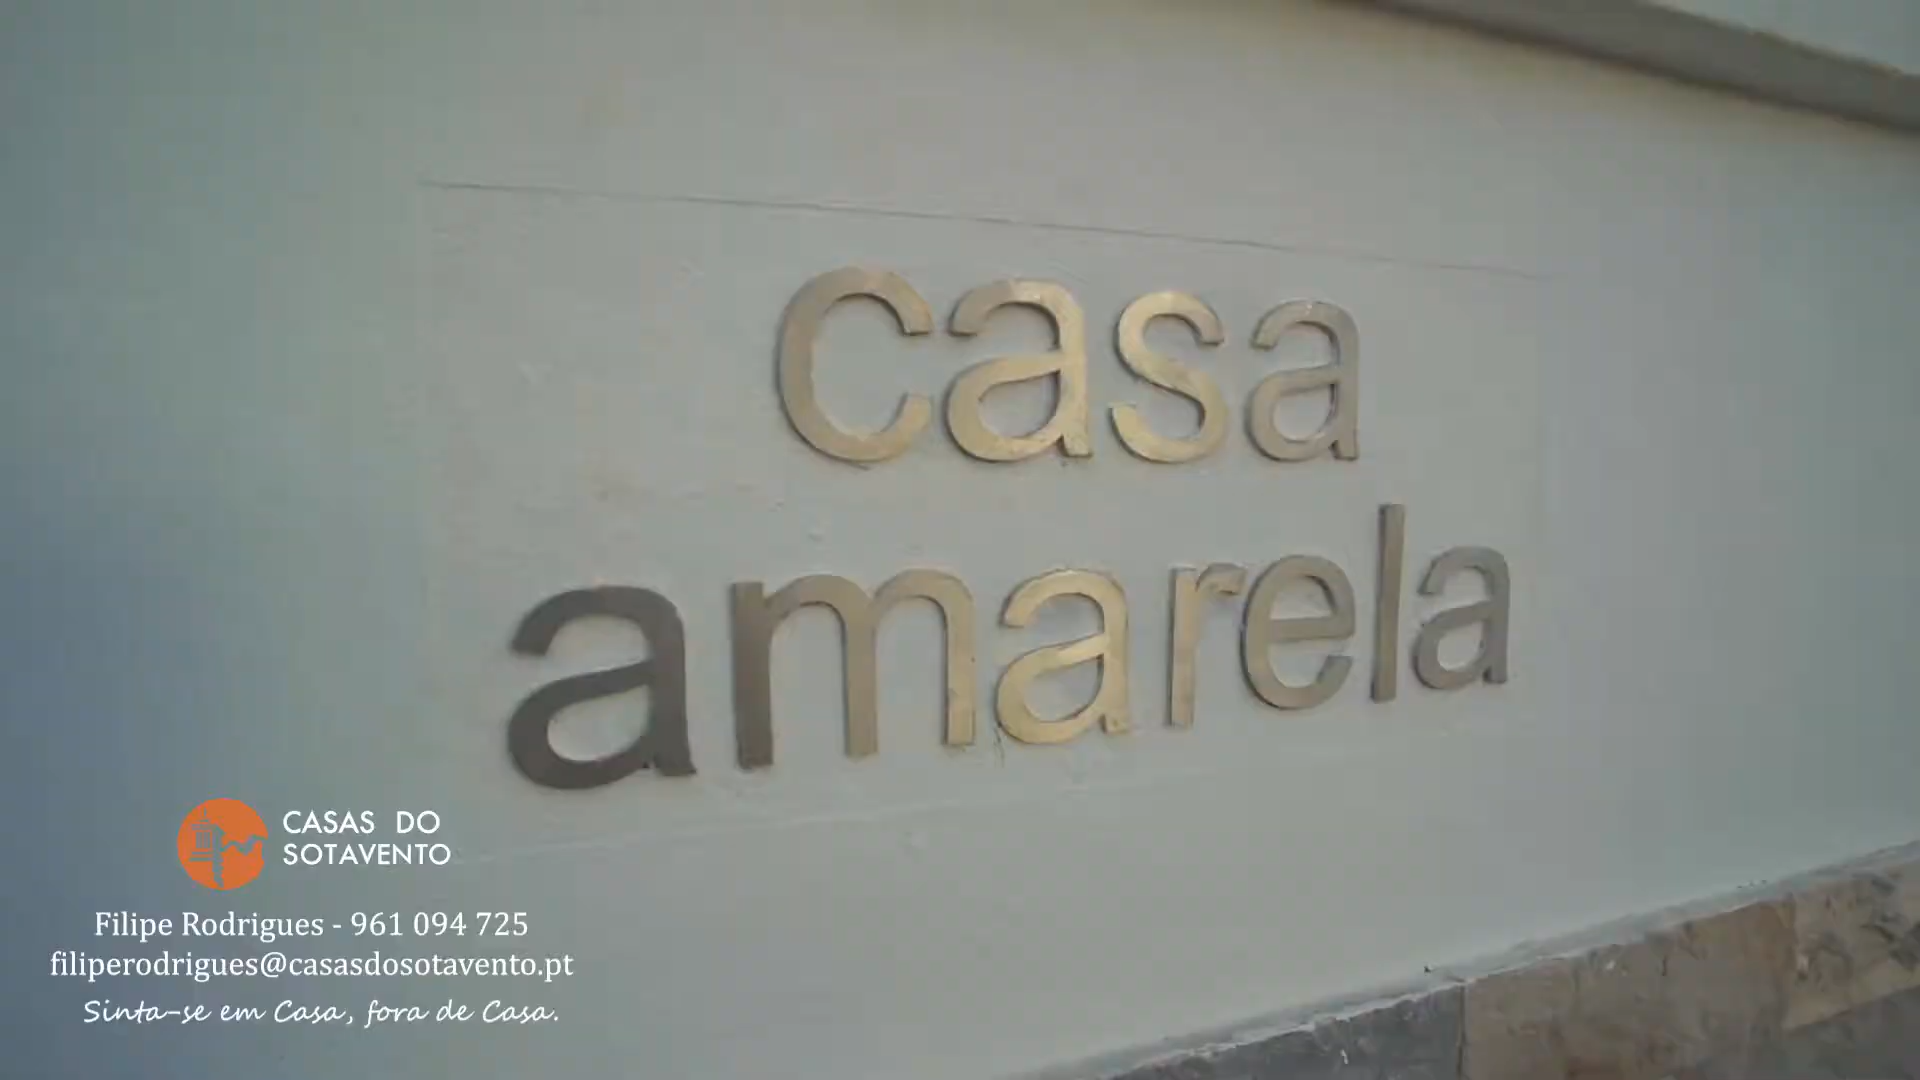 casa
amarela
CASAS DO
SOTAVENTO
Filipe Rodrigues - 961 094 725
filiperodrigues@casasdosotavento.pt
Sinta-se em Casa, fora de Casa.